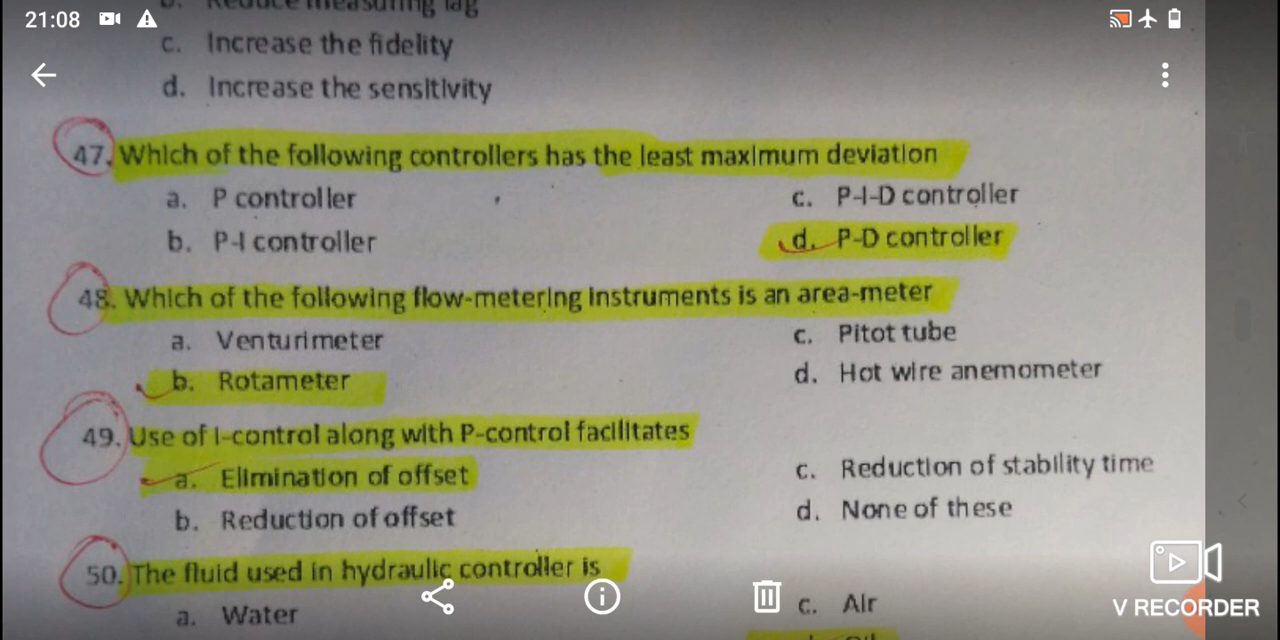 21:08
b. Reduce measuring lag
c. Increase the fidelity
d. Increase the sensitivity
47. Which of the following controllers has the least maximum deviation
a. P controller
c. P-I-D controller
b. P-I controller
d. P-D controller
48. Which of the following flow-metering instruments is an area-meter
a. Venturimeter
c. Pitot tube
b. Rotameter
d. Hot wire anemometer
49. Use of I-control along with P-control facilitates
a. Elimination of offset
c. Reduction of stability time
b. Reduction of offset
d. None of these
50. The fluid used in hydraulic controller is
a. Water
c. Air
V RECORDER